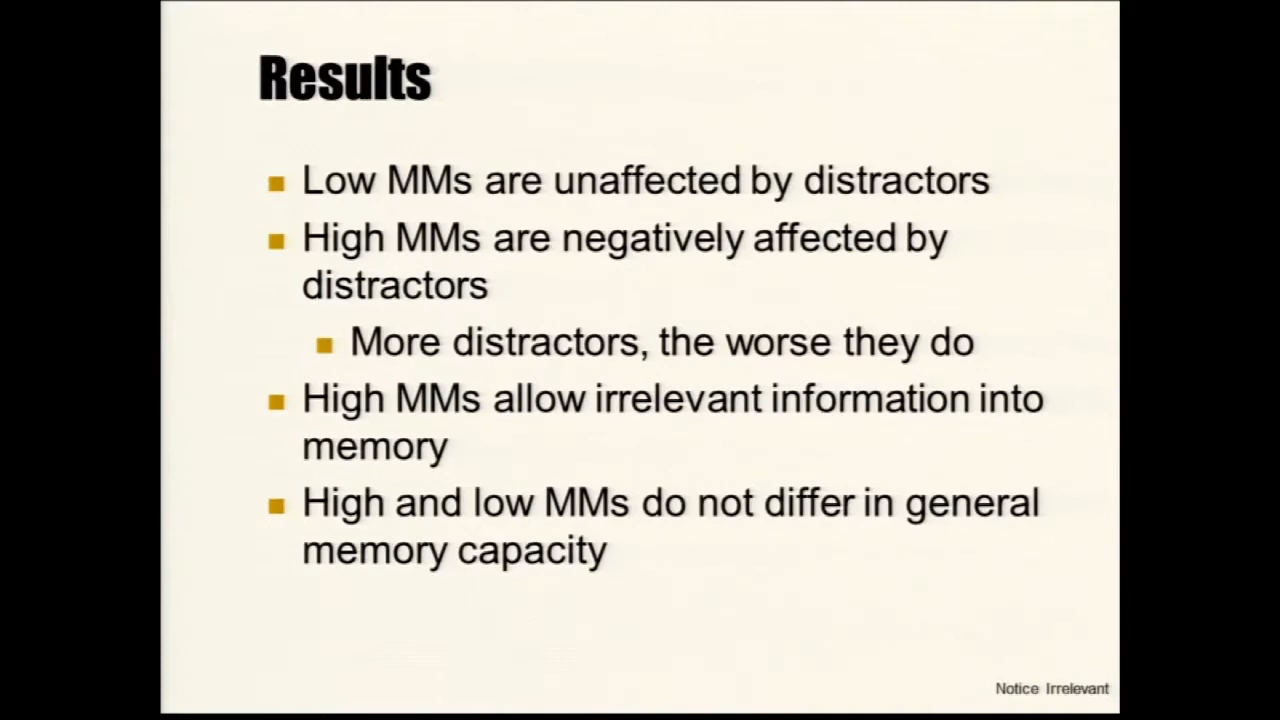 Results
Low MMs are unaffected by distractors
High MMs are negatively affected by
distractors
More distractors, the worse they do
High MMs allow irrelevant information into
memory
High and low MMs do not differ in general
memory capacity
Notice Irrelevant